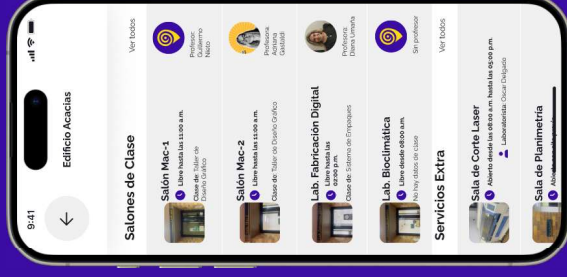 9:41
Edificio Acacias
Salones de Clase
Ver todos
Salón Mac-1
Libre hasta las 11:00 a.m.
Clase de: Taller de
Diseño Gráfico
Profesor:
Guillermo
Nieto
Salón Mac-2
Libre hasta las 11:00 a.m.
Clase de: Taller de Diseño Gráfico
Profesora:
Adriana
Gastaldi
Lab. Fabricación Digital
Libre hasta las
02:00 p.m.
Clase de: Sistema de Empaques
Profesora:
Diana Umaña
Lab. Bioclimática
Libre desde las 08:00 a.m.
No hay datos de clase
Sin profesor
Servicios Extra
Ver todos
Sala de Corte Laser
Abierto desde las 08:00 a.m. hasta las 05:00 p.m.
Laboratorista: Oscar Delgado
Sala de Planimetría